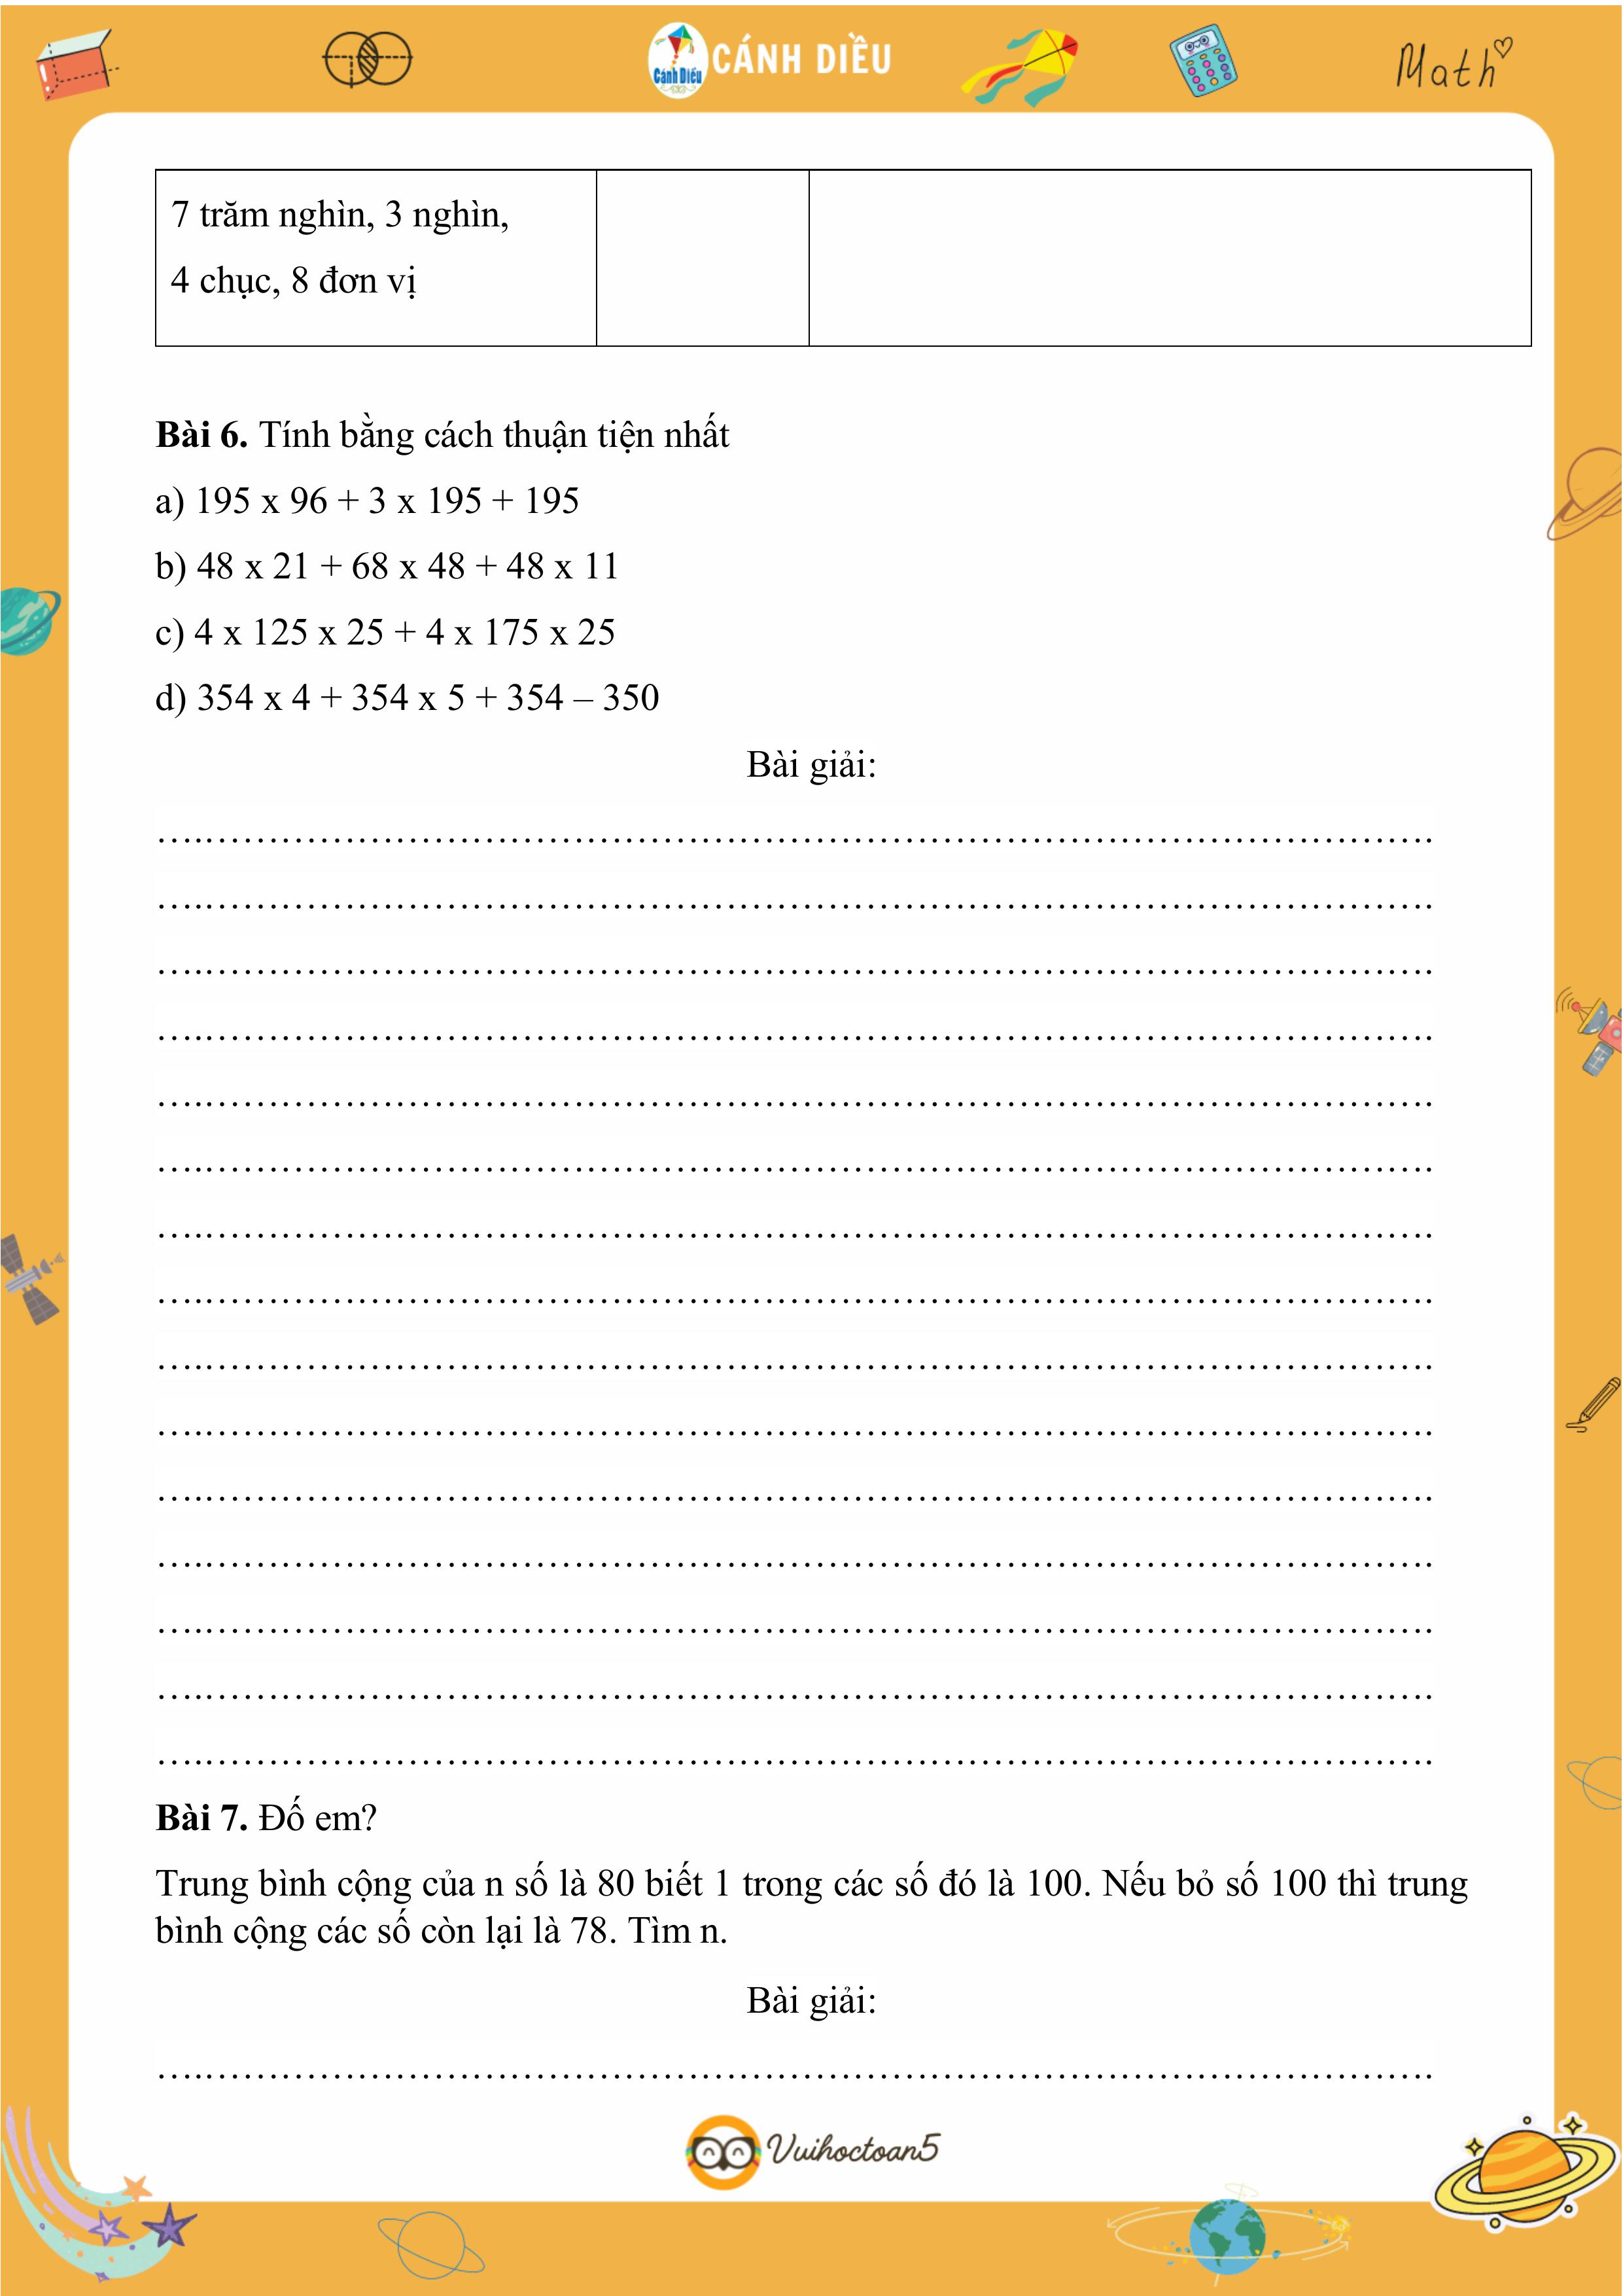 Cánh Diều CÁNH DIỀU
Math
7 trăm nghìn, 3 nghìn,
4 chục, 8 đơn vị
Bài 6. Tính bằng cách thuận tiện nhất
a) 195 x 96 + 3 x 195 + 195
b) 48 x 21 + 68 x 48 + 48 x 11
c) 4 x 125 x 25 + 4 x 175 x 25
d) 354 x 4 + 354 x 5 + 354 – 350
Bài giải:
Bài 7. Đố em?
Trung bình cộng của n số là 80 biết 1 trong các số đó là 100. Nếu bỏ số 100 thì trung
bình cộng các số còn lại là 78. Tìm n.
Bài giải:
Vuihoctoan5